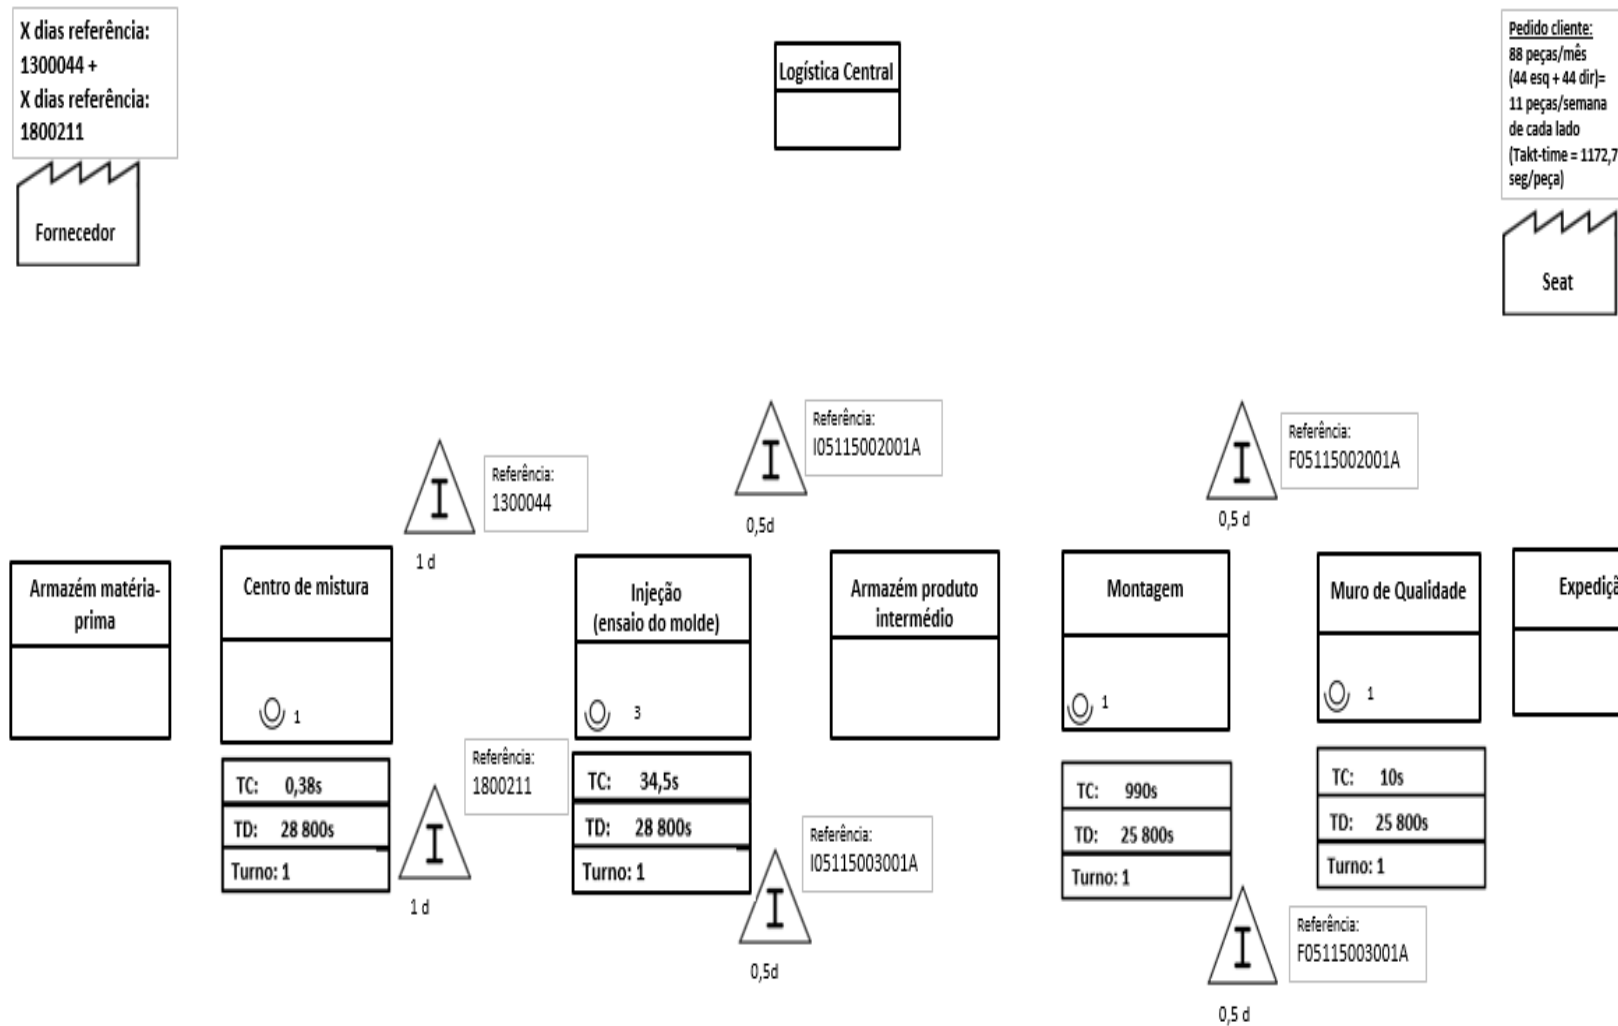 X dias referência:
1300044 +
X dias referência:
1800211
Fornecedor
Logística Central
Pedido cliente:
88 peças/mês
(44 esq + 44 dir)=
11 peças/semana
de cada lado
(Takt-time = 1172,7
seg/peça)
Seat
I
Referência:
1300044
1 d
I
Referência:
I05115002001A
0,5d
I
Referência:
F05115002001A
0,5 d
Armazém matéria-
prima
Centro de mistura
1
TC: 0,38s
TD: 28 800s
Turno: 1
I
Referência:
1800211
1 d
Injeção
(ensaio do molde)
3
TC: 34,5s
TD: 28 800s
Turno: 1
I
Referência:
I05115003001A
0,5d
Armazém produto
intermédio
Montagem
1
TC: 990s
TD: 25 800s
Turno: 1
I
Referência:
F05115003001A
0,5 d
Muro de Qualidade
1
TC: 10s
TD: 25 800s
Turno: 1
Expediçã